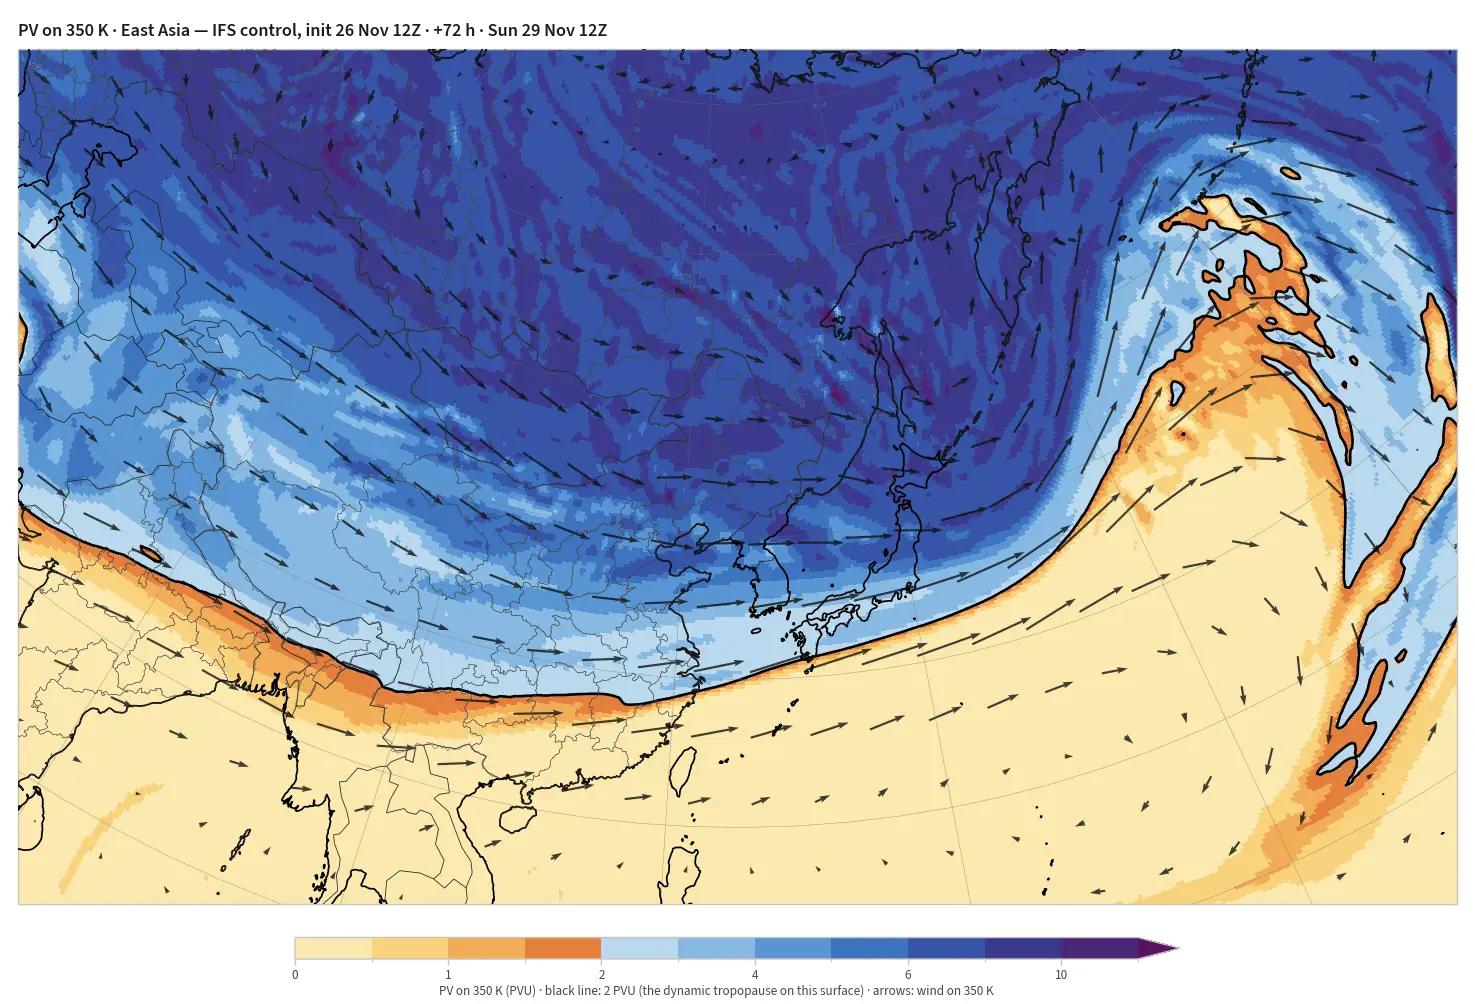 PV on 350 K · East Asia — IFS control, init 26 Nov 12Z · +72 h · Sun 29 Nov 12Z
0 1 2 4 6 10
PV on 350 K (PVU) · black line: 2 PVU (the dynamic tropopause on this surface) · arrows: wind on 350 K